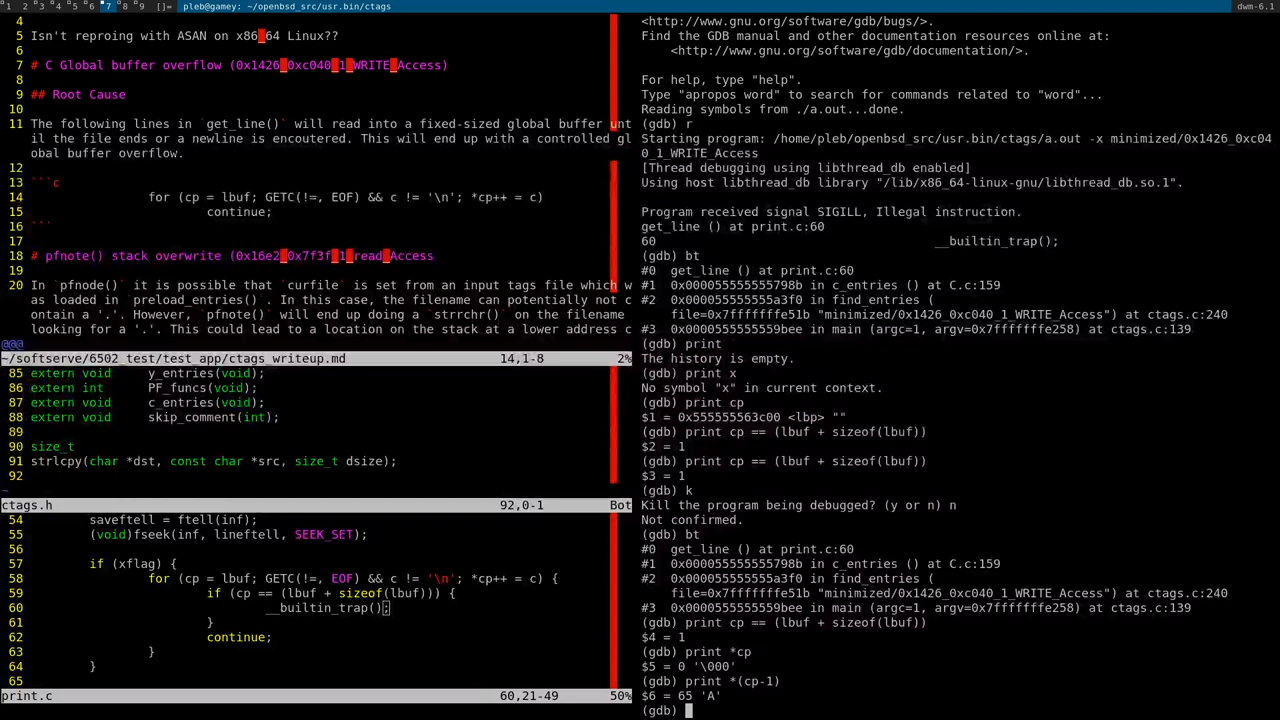 1 2 3 4 5 6 7 8 9 []= pleb@gamey: ~/openbsd_src/usr.bin/ctags dwm-6.1
4
5 Isn't reproing with ASAN on x86_64 Linux??
6
7 # C Global buffer overflow (0x1426_0xc040_1_WRITE_Access)
8
9 ## Root Cause
10
11 The following lines in `get_line()` will read into a fixed-sized global buffer unt
il the file ends or a newline is encoutered. This will end up with a controlled gl
obal buffer overflow.
12
13 ```c
14 for (cp = lbuf; GETC(!=, EOF) && c != '\n'; *cp++ = c)
15 continue;
16 ```
17
18 # pfnote() stack overwrite (0x16e2_0x7f3f_1_read_Access
19
20 In `pfnode()` it is possible that `curfile` is set from an input tags file which w
as loaded in `preload_entries()`. In this case, the filename can potentially not c
ontain a '.'. However, `pfnote()` will end up doing a `strrchr()` on the filename
looking for a '.'. This could lead to a location on the stack at a lower address c
@@@
~/softserve/6502_test/test_app/ctags_writeup.md 14,1-8 2%
85 extern void y_entries(void);
86 extern int PF_funcs(void);
87 extern void c_entries(void);
88 extern void skip_comment(int);
89
90 size_t
91 strlcpy(char *dst, const char *src, size_t dsize);
92
~
ctags.h 92,0-1 Bot
54 saveftell = ftell(inf);
55 (void)fseek(inf, lineftell, SEEK_SET);
56
57 if (xflag) {
58 for (cp = lbuf; GETC(!=, EOF) && c != '\n'; *cp++ = c) {
59 if (cp == (lbuf + sizeof(lbuf))) {
60 __builtin_trap();
61 }
62 continue;
63 }
64 }
65
print.c 60,21-49 50%
<http://www.gnu.org/software/gdb/bugs/>.
Find the GDB manual and other documentation resources online at:
<http://www.gnu.org/software/gdb/documentation/>.

For help, type "help".
Type "apropos word" to search for commands related to "word"...
Reading symbols from ./a.out...done.
(gdb) r
Starting program: /home/pleb/openbsd_src/usr.bin/ctags/a.out -x minimized/0x1426_0xc04
0_1_WRITE_Access
[Thread debugging using libthread_db enabled]
Using host libthread_db library "/lib/x86_64-linux-gnu/libthread_db.so.1".

Program received signal SIGILL, Illegal instruction.
get_line () at print.c:60
60 __builtin_trap();
(gdb) bt
#0 get_line () at print.c:60
#1 0x000055555555798b in c_entries () at C.c:159
#2 0x000055555555a3f0 in find_entries (
file=0x7fffffffe51b "minimized/0x1426_0xc040_1_WRITE_Access") at ctags.c:240
#3 0x0000555555559bee in main (argc=1, argv=0x7fffffffe258) at ctags.c:139
(gdb) print
The history is empty.
(gdb) print x
No symbol "x" in current context.
(gdb) print cp
$1 = 0x555555563c00 <lbp> ""
(gdb) print cp == (lbuf + sizeof(lbuf))
$2 = 1
(gdb) print cp == (lbuf + sizeof(lbuf))
$3 = 1
(gdb) k
Kill the program being debugged? (y or n) n
Not confirmed.
(gdb) bt
#0 get_line () at print.c:60
#1 0x000055555555798b in c_entries () at C.c:159
#2 0x000055555555a3f0 in find_entries (
file=0x7fffffffe51b "minimized/0x1426_0xc040_1_WRITE_Access") at ctags.c:240
#3 0x0000555555559bee in main (argc=1, argv=0x7fffffffe258) at ctags.c:139
(gdb) print cp == (lbuf + sizeof(lbuf))
$4 = 1
(gdb) print *cp
$5 = 0 '\000'
(gdb) print *(cp-1)
$6 = 65 'A'
(gdb)